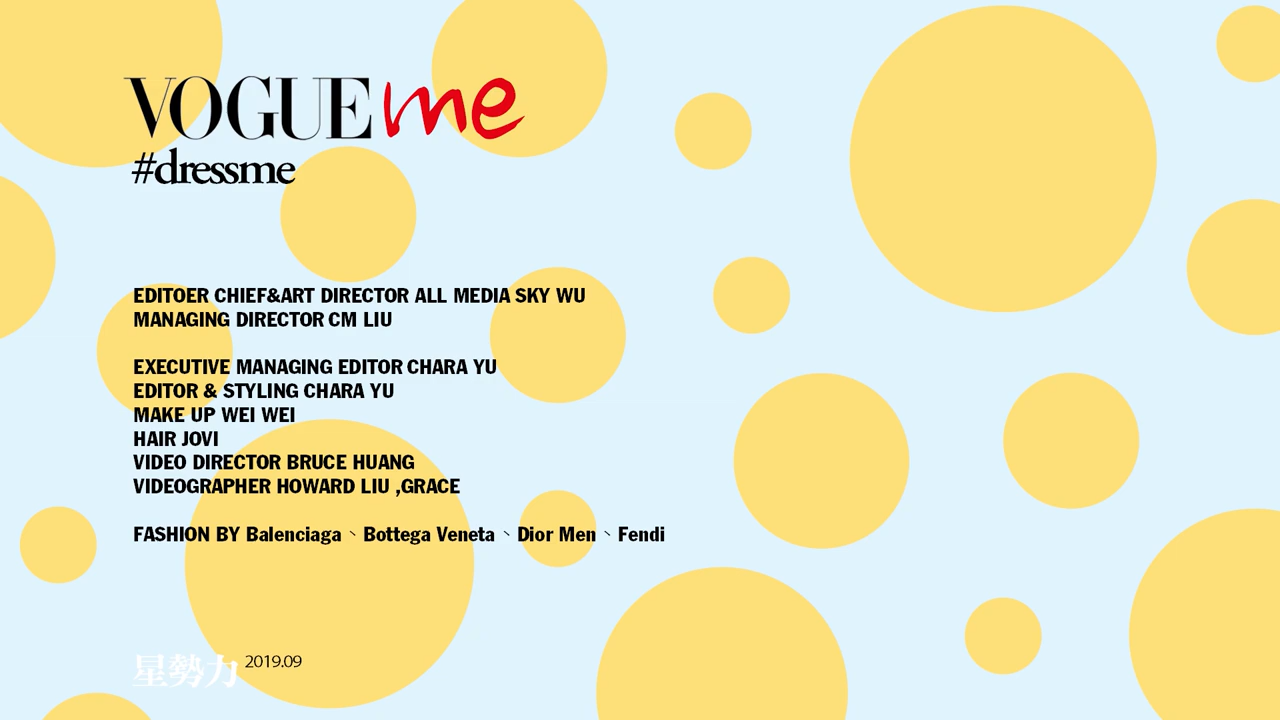 VOGUE me
#dressme
EDITOER CHIEF&ART DIRECTOR ALL MEDIA SKY WU
MANAGING DIRECTOR CM LIU
EXECUTIVE MANAGING EDITOR CHARA YU
EDITOR & STYLING CHARA YU
MAKE UP WEI WEI
HAIR JOVI
VIDEO DIRECTOR BRUCE HUANG
VIDEOGRAPHER HOWARD LIU ,GRACE
FASHION BY Balenciaga、Bottega Veneta、Dior Men、Fendi
星勢力 2019.09